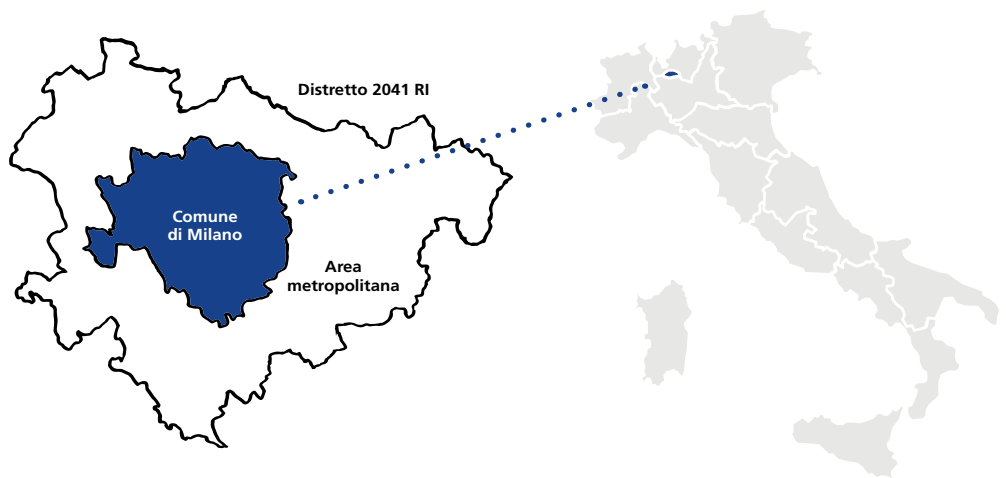 Distretto 2041 RI
Comune
di Milano
Area
metropolitana